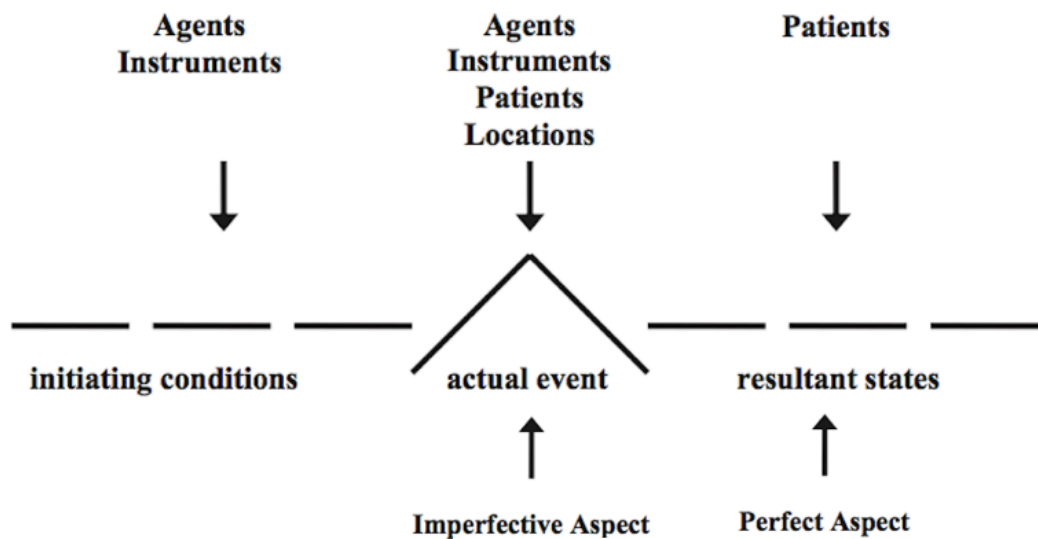 Agents
Instruments
Agents
Instruments
Patients
Locations
Patients
initiating conditions
actual event
resultant states
Imperfective Aspect
Perfect Aspect